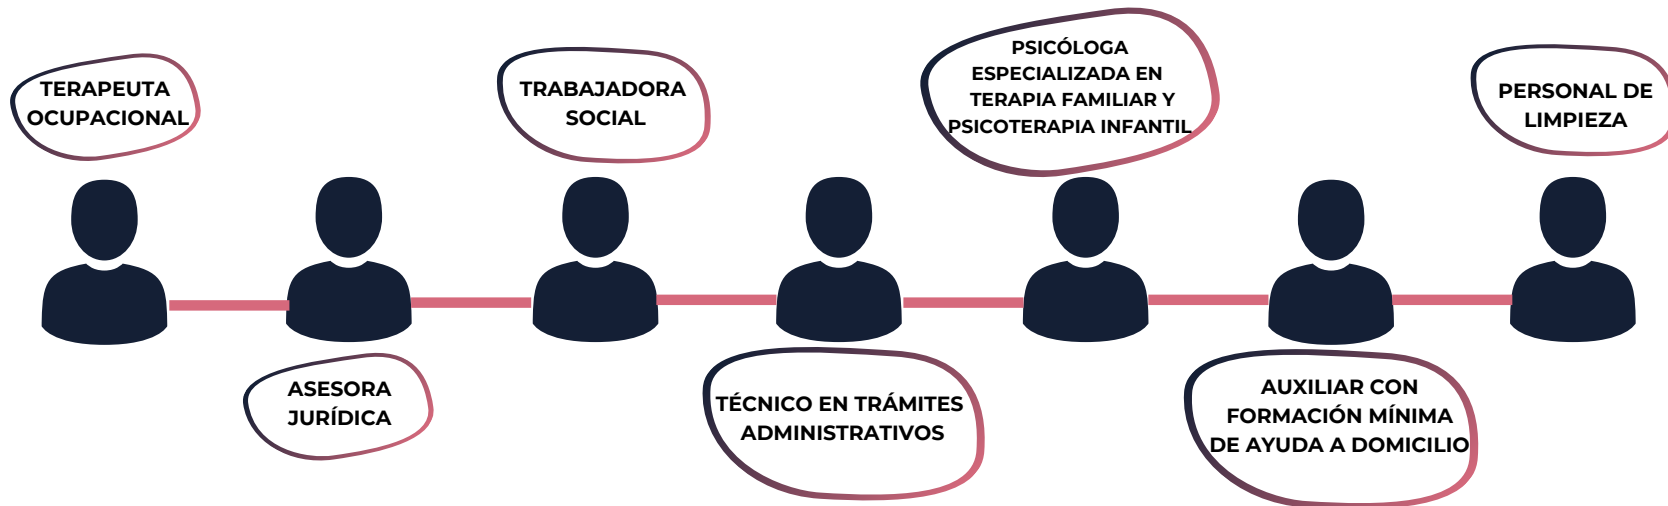 TERAPEUTA
OCUPACIONAL
ASESORA
JURÍDICA
TRABAJADORA
SOCIAL
TÉCNICO EN TRÁMITES
ADMINISTRATIVOS
PSICÓLOGA
ESPECIALIZADA EN
TERAPIA FAMILIAR Y
PSICOTERAPIA INFANTIL
AUXILIAR CON
FORMACIÓN MÍNIMA
DE AYUDA A DOMICILIO
PERSONAL DE
LIMPIEZA